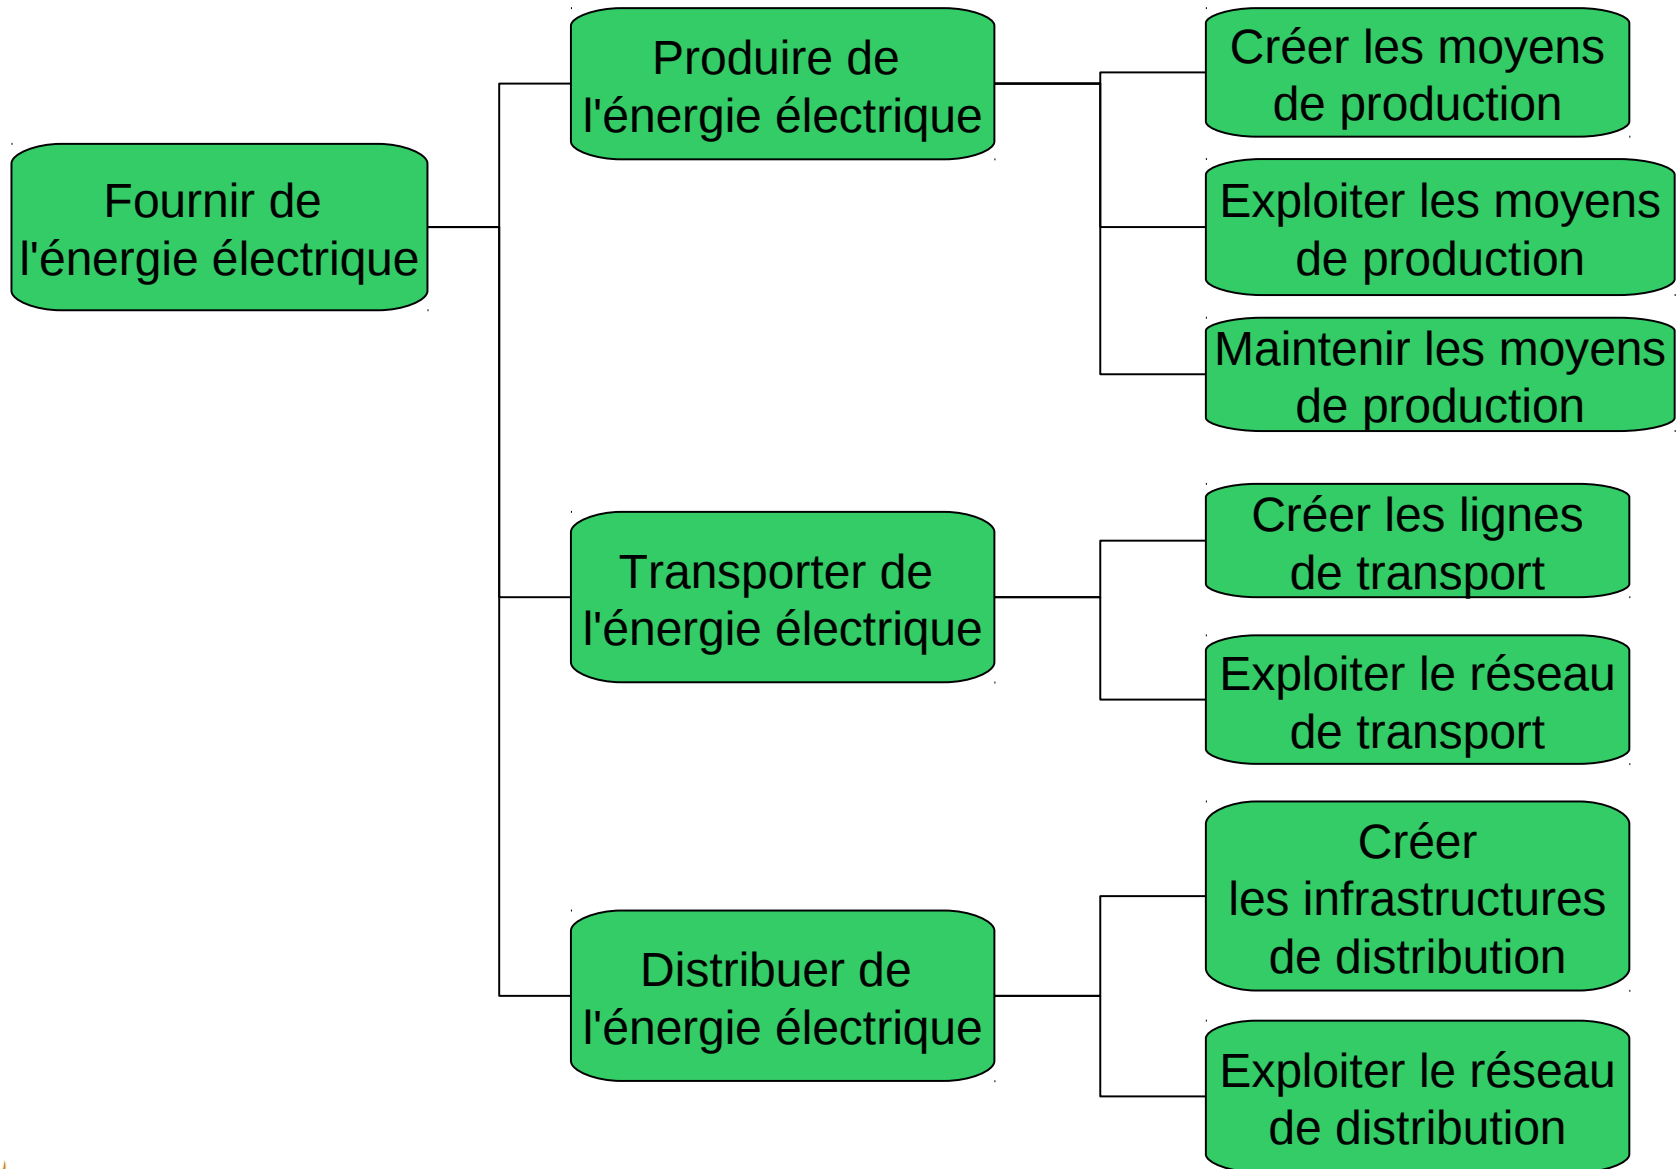 Fournir de
l'énergie électrique
Produire de
l'énergie électrique
Créer les moyens
de production
Exploiter les moyens
de production
Maintenir les moyens
de production
Transporter de
l'énergie électrique
Créer les lignes
de transport
Exploiter le réseau
de transport
Distribuer de
l'énergie électrique
Créer
les infrastructures
de distribution
Exploiter le réseau
de distribution